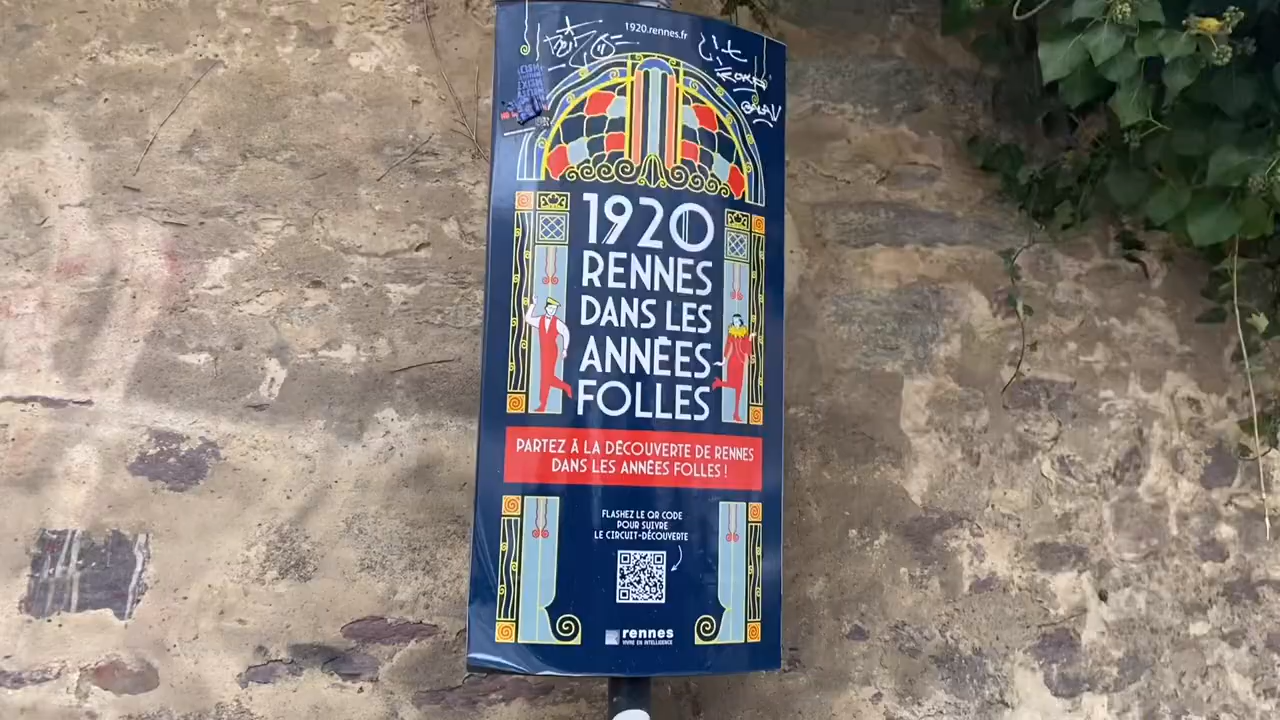 1920.rennes.fr
1920
RENNES
DANS LES
ANNÉES
FOLLES
PARTEZ À LA DÉCOUVERTE DE RENNES
DANS LES ANNÉES FOLLES !
FLASHEZ LE QR CODE
POUR SUIVRE
LE CIRCUIT-DÉCOUVERTE
rennes
VIVRE EN INTELLIGENCE